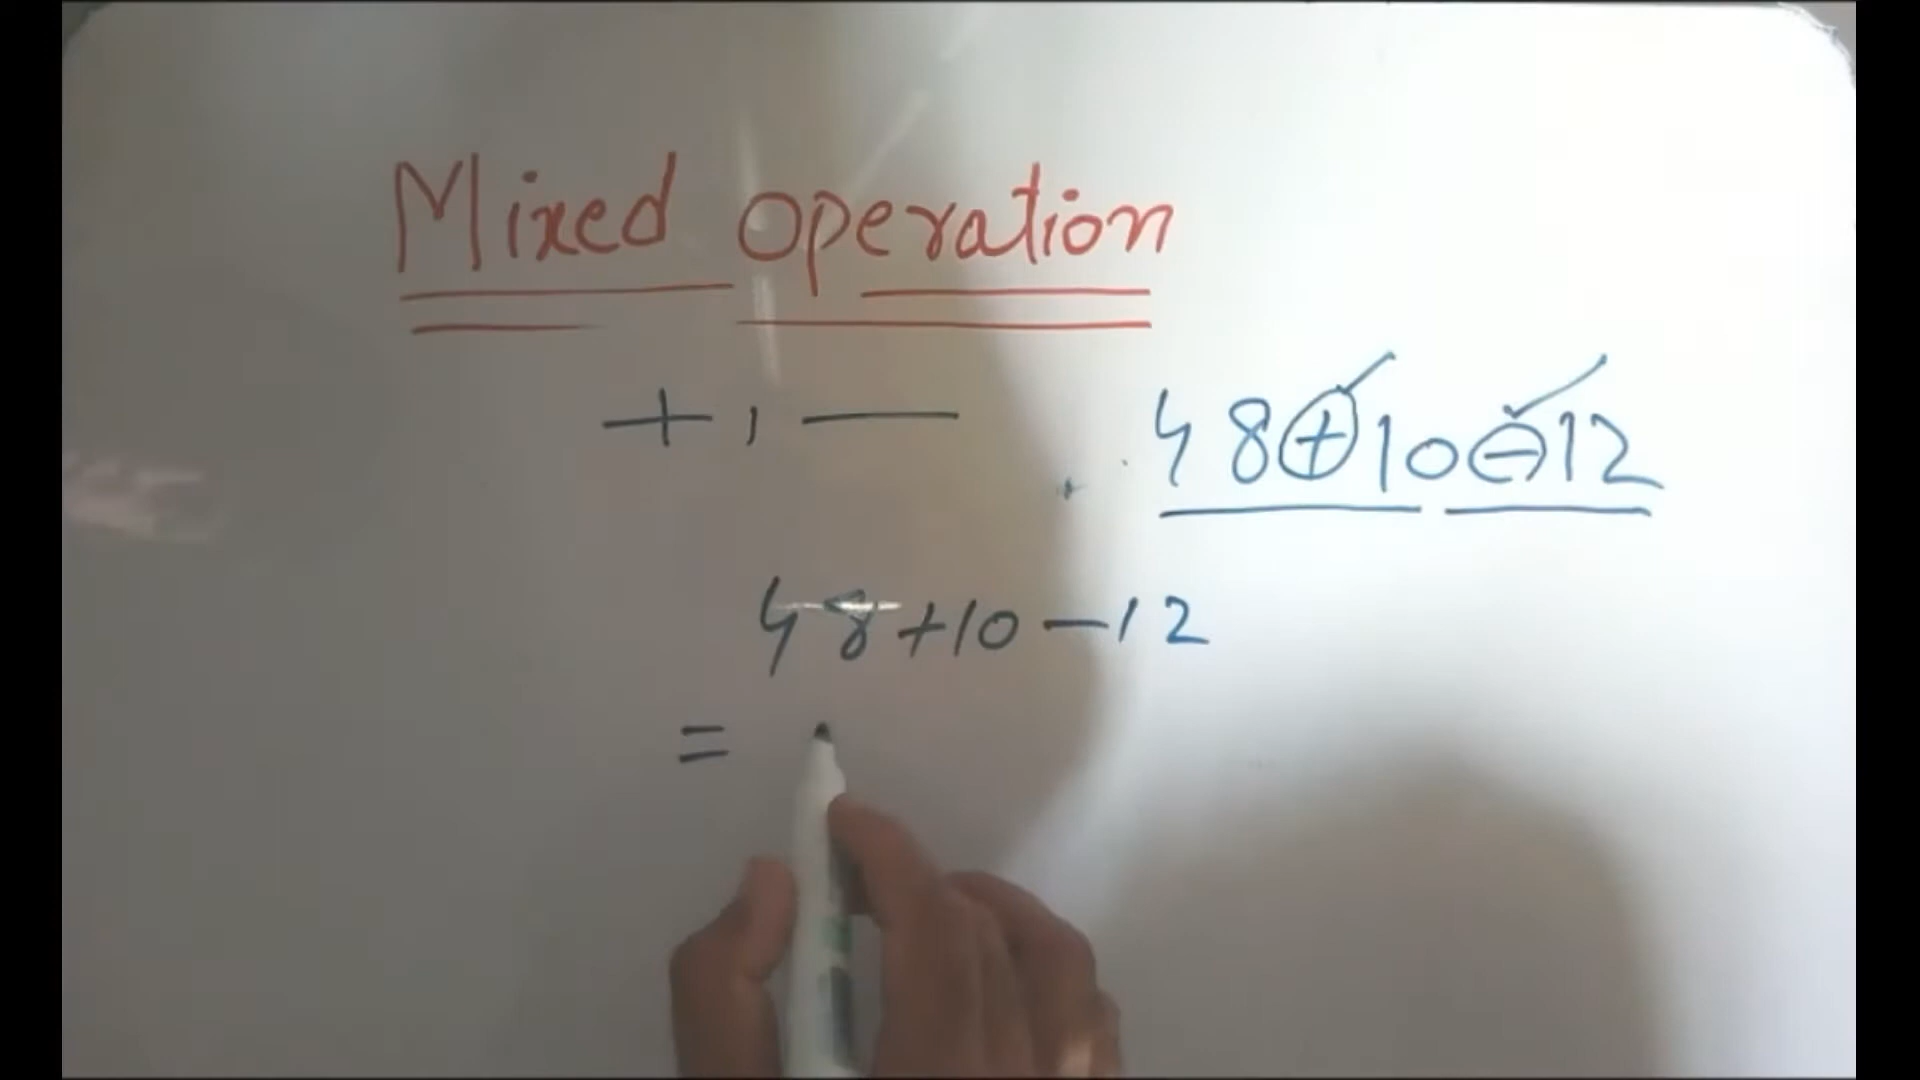 Mixed operation
+ , —
48+10-12
48+10-12
=